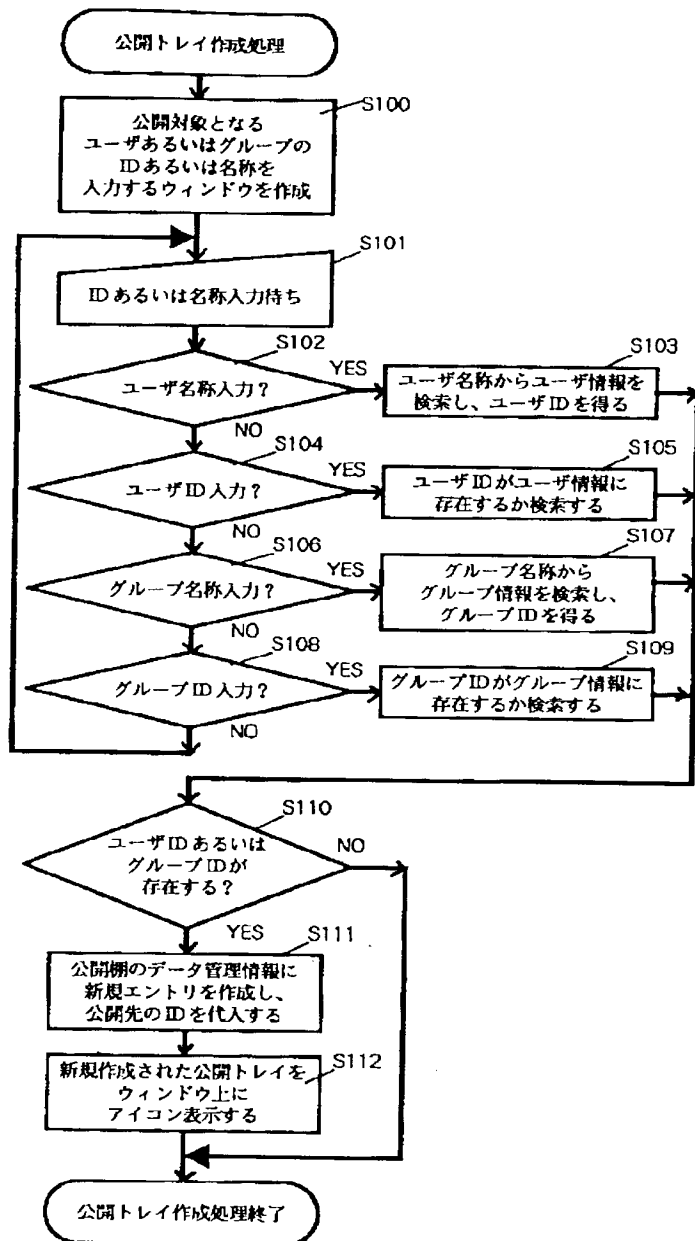 公開トレイ作成処理
S100
公開対象となる
ユーザあるいはグループの
IDあるいは名称を
入力するウィンドウを作成
S101
IDあるいは名称入力待ち
S102
ユーザ名称入力？
YES
S103
ユーザ名称からユーザ情報を
検索し、ユーザIDを得る
NO
S104
ユーザID入力？
YES
S105
ユーザIDがユーザ情報に
存在するか検索する
NO
S106
グループ名称入力？
YES
S107
グループ名称から
グループ情報を検索し、
グループIDを得る
NO
S108
グループID入力？
YES
S109
グループIDがグループ情報に
存在するか検索する
NO
S110
ユーザIDあるいは
グループIDが
存在する？
NO
YES
S111
公開棚のデータ管理情報に
新規エントリを作成し、
公開先のIDを代入する
S112
新規作成された公開トレイを
ウィンドウ上に
アイコン表示する
公開トレイ作成処理終了